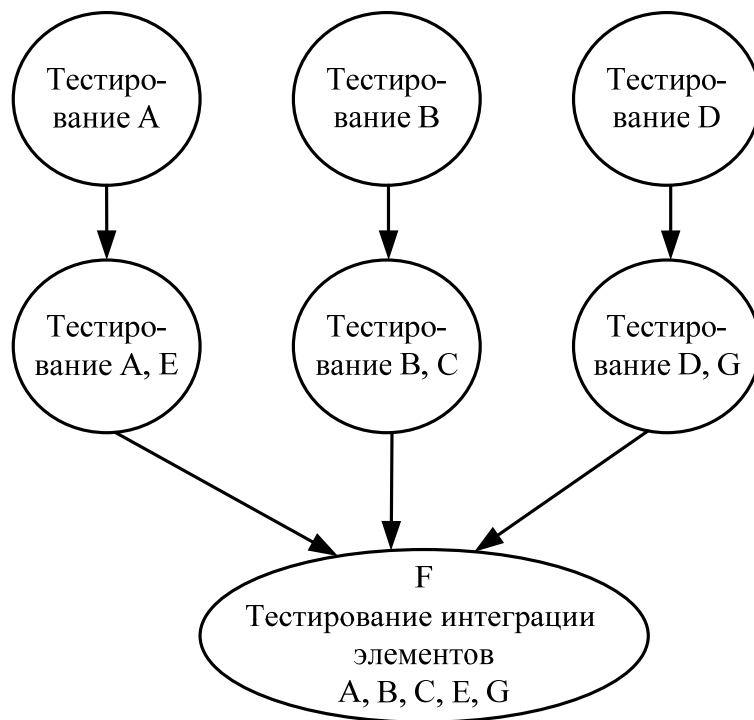 Тестиро-
вание A
Тестиро-
вание B
Тестиро-
вание D
Тестиро-
вание A, E
Тестиро-
вание B, C
Тестиро-
вание D, G
F
Тестирование интеграции
элементов
A, B, C, E, G